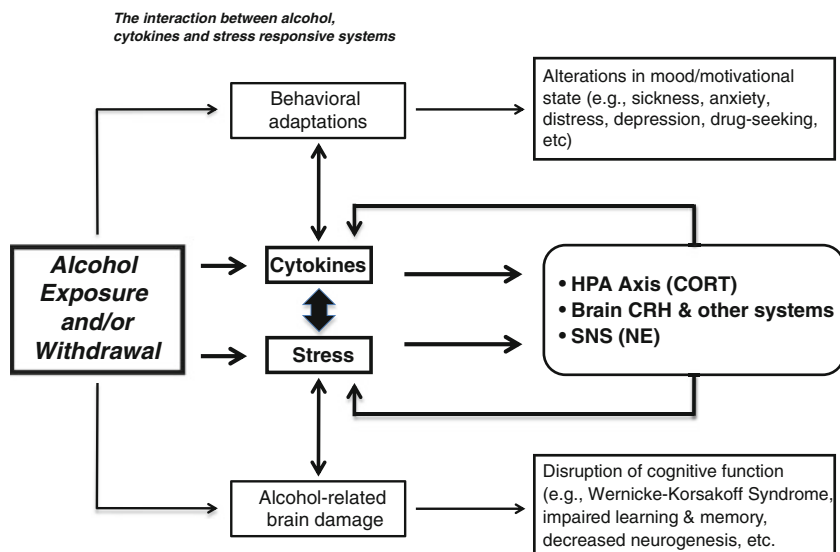 The interaction between alcohol,
cytokines and stress responsive systems
Behavioral
adaptations
Alterations in mood/motivational
state (e.g., sickness, anxiety,
distress, depression, drug-seeking,
etc)
Alcohol
Exposure
and/or
Withdrawal
Cytokines
Stress
• HPA Axis (CORT)
• Brain CRH & other systems
• SNS (NE)
Alcohol-related
brain damage
Disruption of cognitive function
(e.g., Wernicke-Korsakoff Syndrome,
impaired learning & memory,
decreased neurogenesis, etc.